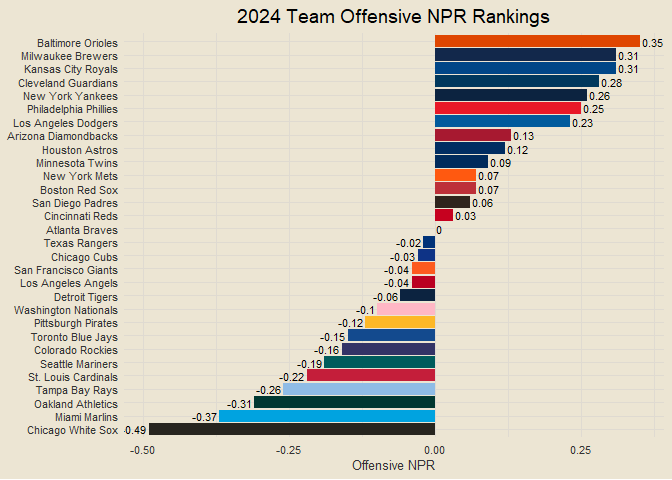 2024 Team Offensive NPR Rankings
Baltimore Orioles 0.35
Milwaukee Brewers 0.31
Kansas City Royals 0.31
Cleveland Guardians 0.28
New York Yankees 0.26
Philadelphia Phillies 0.25
Los Angeles Dodgers 0.23
Arizona Diamondbacks 0.13
Houston Astros 0.12
Minnesota Twins 0.09
New York Mets 0.07
Boston Red Sox 0.07
San Diego Padres 0.06
Cincinnati Reds 0.03
Atlanta Braves 0
Texas Rangers -0.02
Chicago Cubs -0.03
San Francisco Giants -0.04
Los Angeles Angels -0.04
Detroit Tigers -0.06
Washington Nationals -0.1
Pittsburgh Pirates -0.12
Toronto Blue Jays -0.15
Colorado Rockies -0.16
Seattle Mariners -0.19
St. Louis Cardinals -0.22
Tampa Bay Rays -0.26
Oakland Athletics -0.31
Miami Marlins -0.37
Chicago White Sox -0.49
-0.50 -0.25 0.00 0.25
Offensive NPR